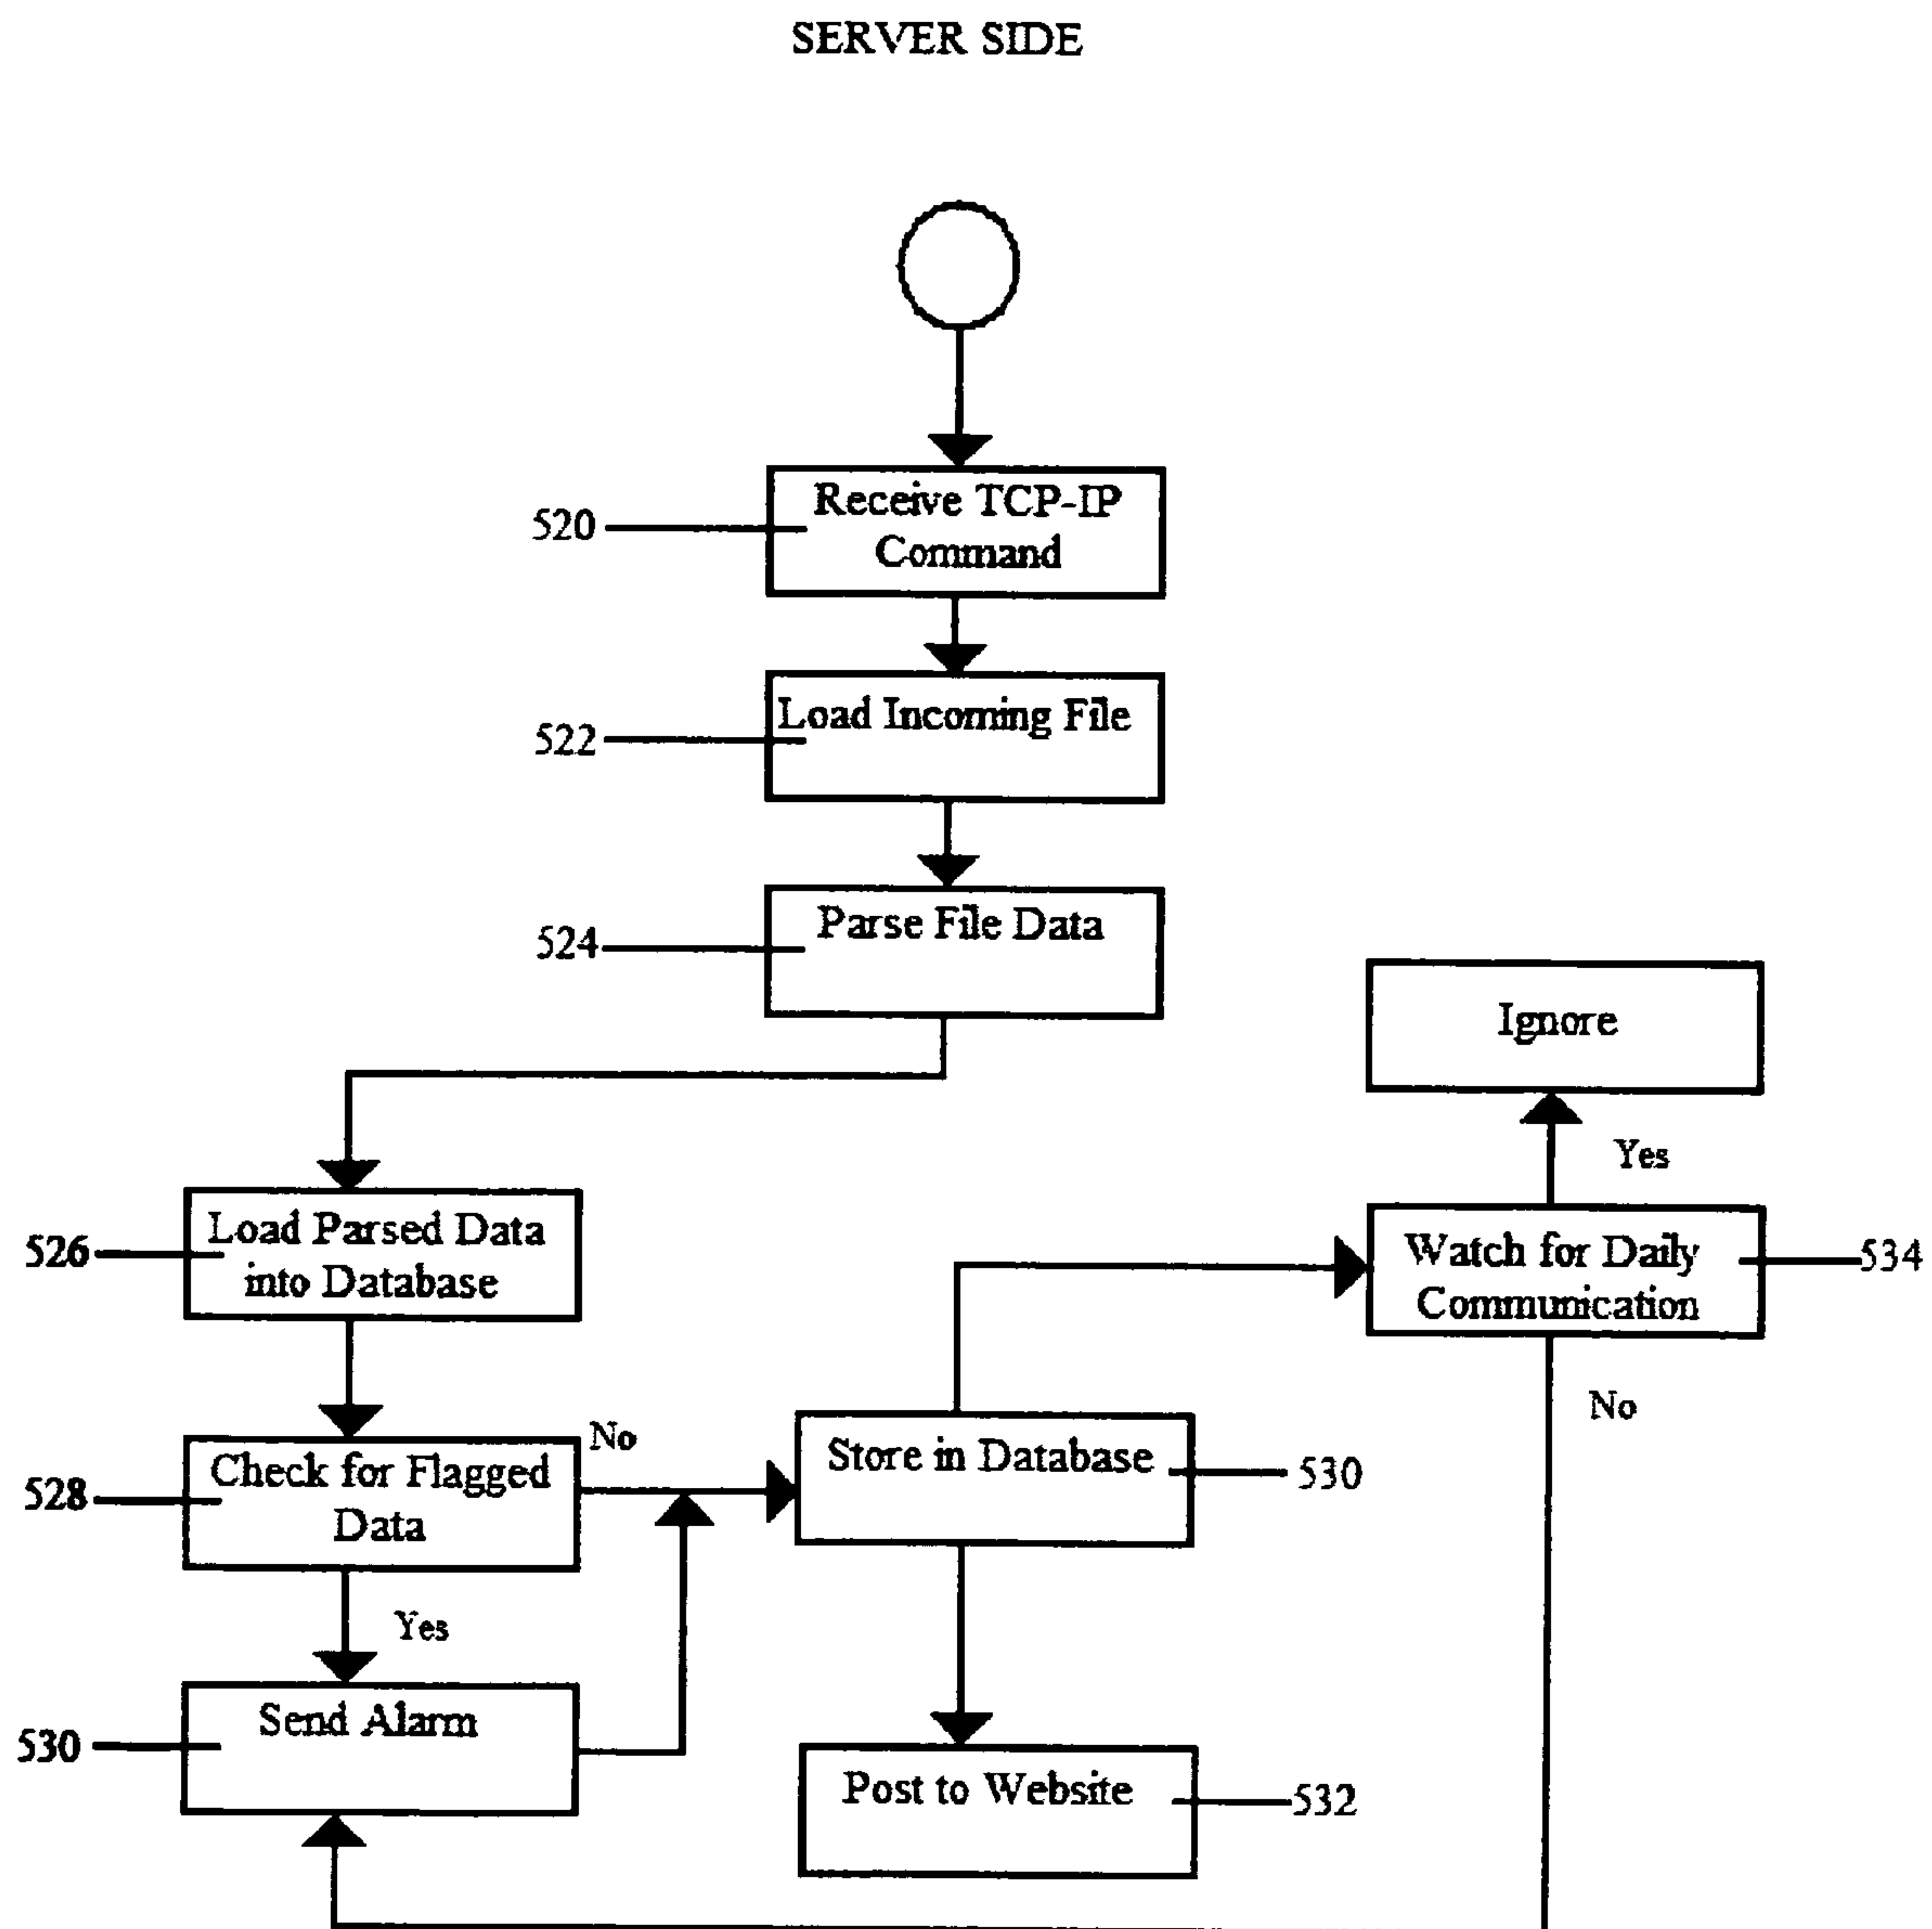 SERVER SIDE
Receive TCP-IP
Command
520
Load Incoming File
522
Parse File Data
524
Ignore
Yes
Load Parsed Data
into Database
526
Watch for Daily
Communication
534
No
Check for Flagged
Data
528
No
Store in Database
530
Yes
Send Alarm
530
Post to Website
532